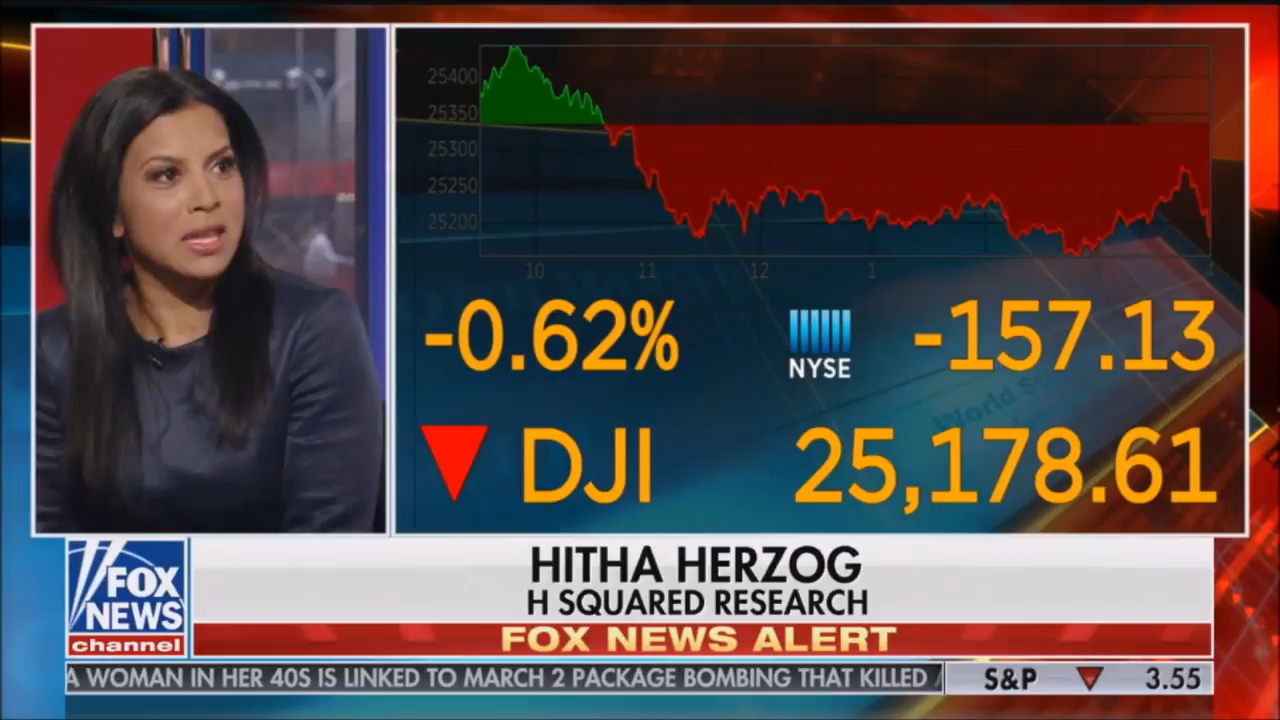 25400
25350
25300
25250
25200
10 11 12 1
-0.62% NYSE -157.13
DJI 25,178.61
HITHA HERZOG
H SQUARED RESEARCH
FOX NEWS channel
FOX NEWS ALERT
A WOMAN IN HER 40S IS LINKED TO MARCH 2 PACKAGE BOMBING THAT KILLED
S&P 3.55